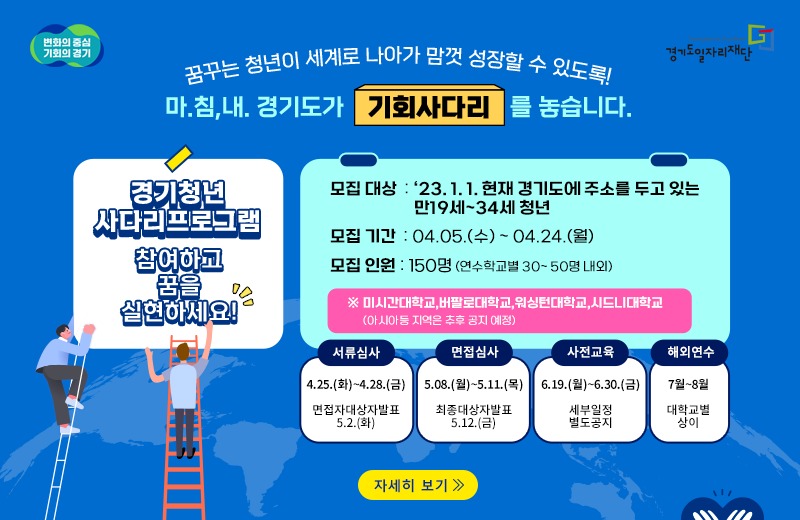 변화의 중심
기회의 경기
경기도일자리재단
꿈꾸는 청년이 세계로 나아가 맘껏 성장할 수 있도록!
마.침,내. 경기도가 기회사다리 를 놓습니다.
경기청년
사다리프로그램
참여하고
꿈을
실현하세요!
모집 대상 : ‘23. 1. 1. 현재 경기도에 주소를 두고 있는
만19세~34세 청년
모집 기간 : 04.05.(수) ~ 04.24.(월)
모집 인원 : 150명 (연수학교별 30~ 50명 내외)
※ 미시간대학교,버팔로대학교,워싱턴대학교,시드니대학교
(아시아등 지역은 추후 공지 예정)
서류심사
4.25.(화)~4.28.(금)
면접자대상자발표
5.2.(화)
면접심사
5.08.(월)~5.11.(목)
최종대상자발표
5.12.(금)
사전교육
6.19.(월)~6.30.(금)
세부일정
별도공지
해외연수
7월~8월
대학교별
상이
자세히 보기 》